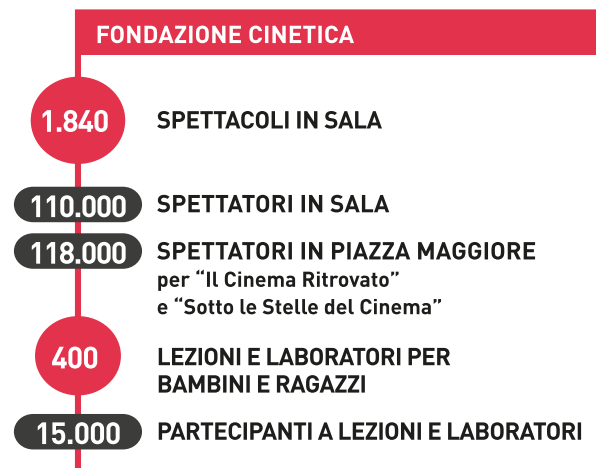 FONDAZIONE CINETICA
1.840 SPETTACOLI IN SALA
110.000 SPETTATORI IN SALA
118.000 SPETTATORI IN PIAZZA MAGGIORE
per “Il Cinema Ritrovato”
e “Sotto le Stelle del Cinema”
400 LEZIONI E LABORATORI PER
BAMBINI E RAGAZZI
15.000 PARTECIPANTI A LEZIONI E LABORATORI